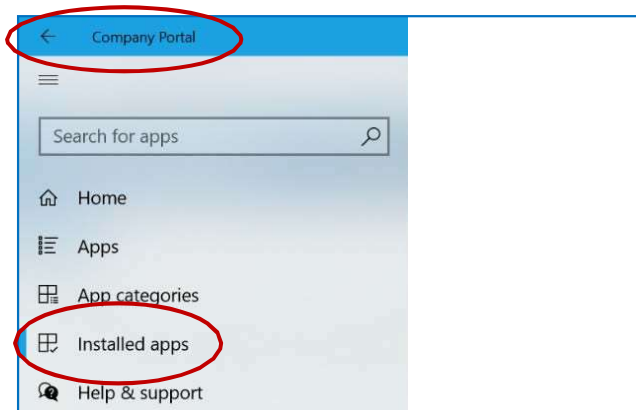 Company Portal
Search for apps
Home
Apps
App categories
Installed apps
Help & support